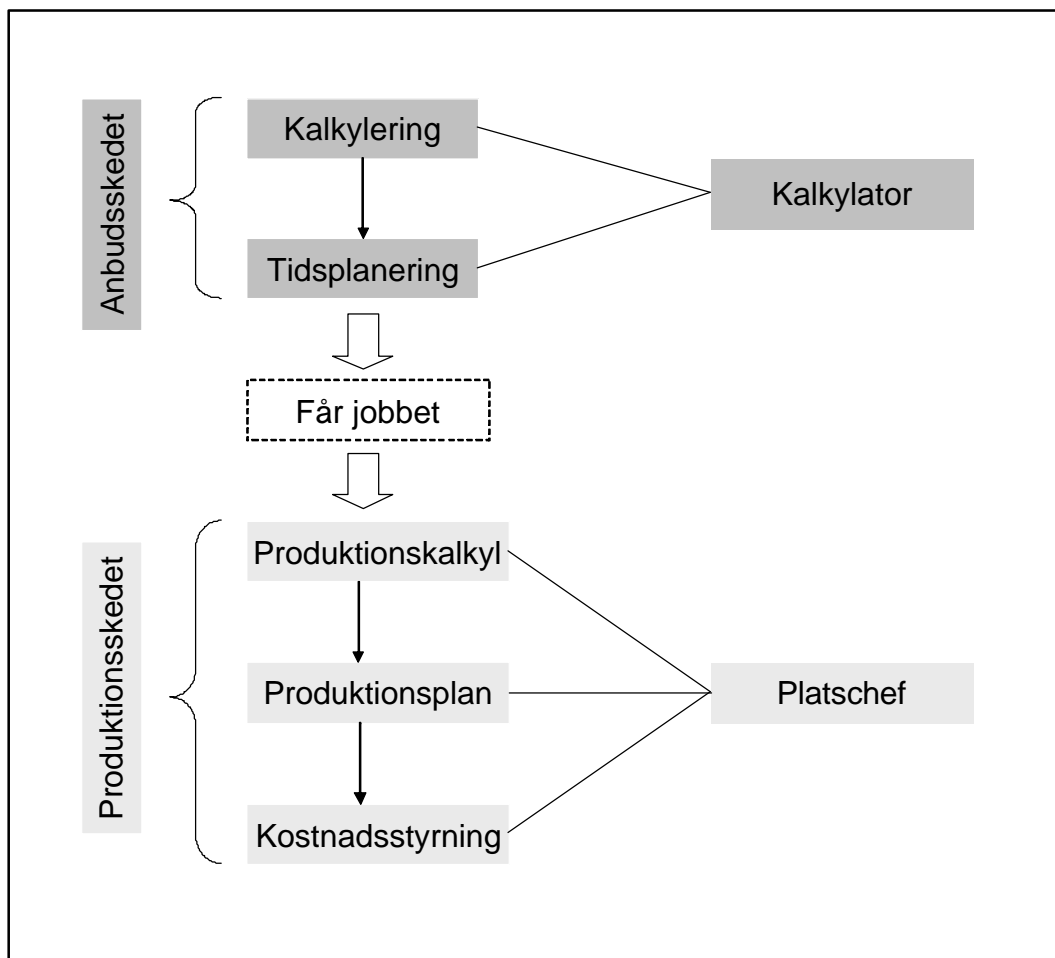 Anbudsskedet
Kalkylering
Kalkylator
Tidsplanering
Får jobbet
Produktionsskedet
Produktionskalkyl
Produktionsplan
Platschef
Kostnadsstyrning